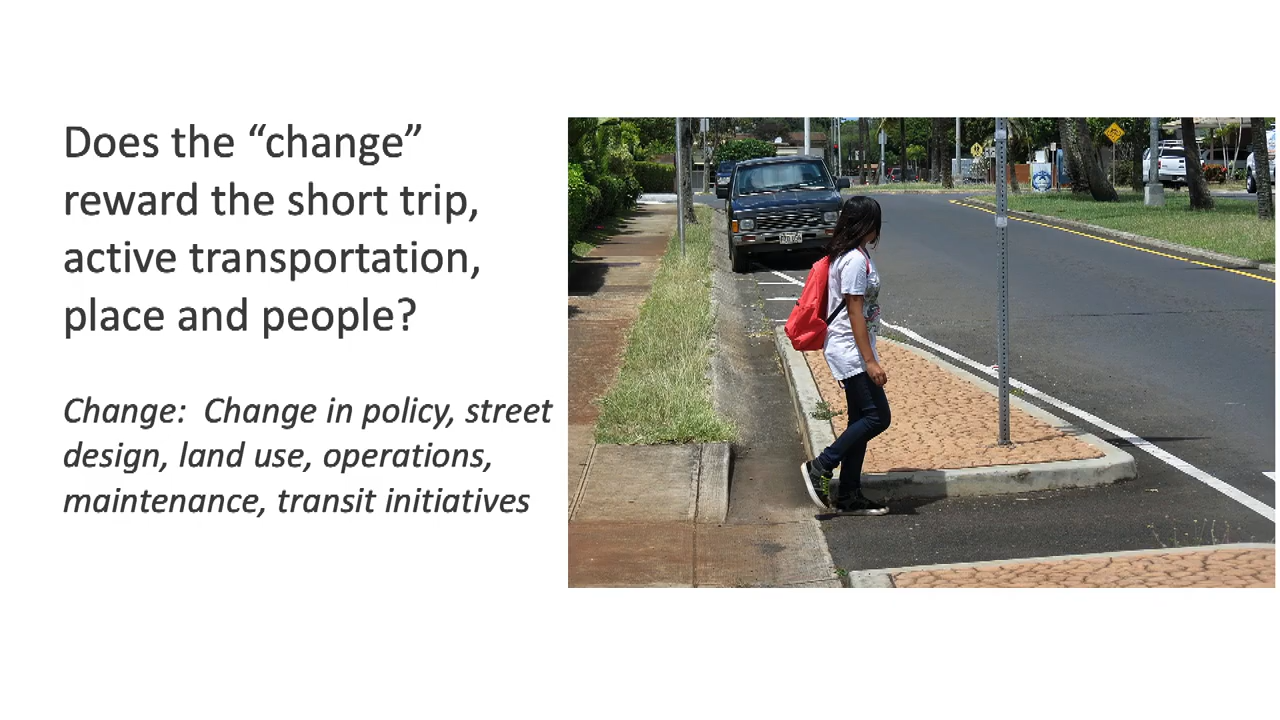 Does the “change”
reward the short trip,
active transportation,
place and people?
Change:  Change in policy, street
design, land use, operations,
maintenance, transit initiatives